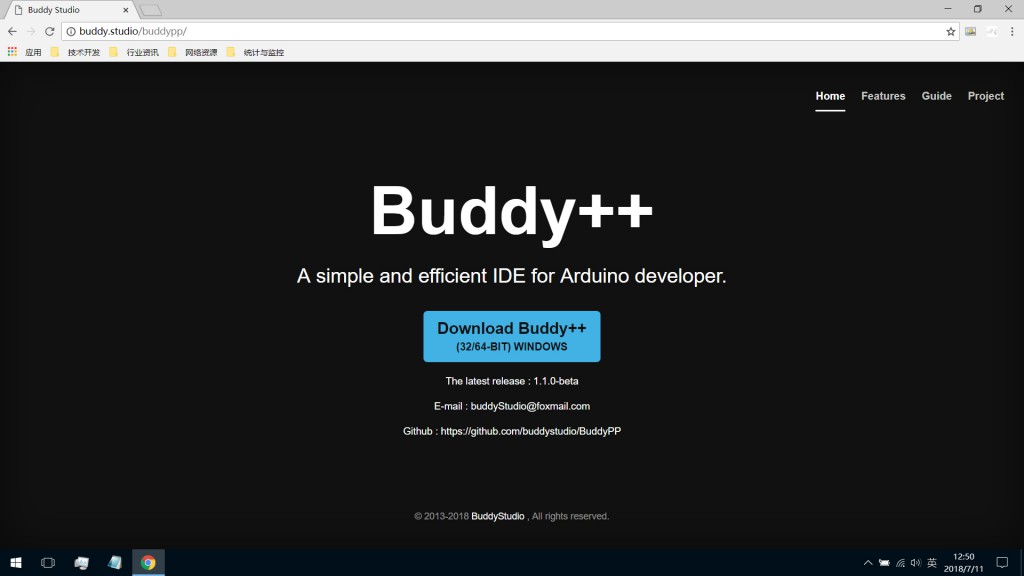 Buddy Studio
buddy.studio/buddypp/
应用 技术开发 行业资讯 网络资源 统计与监控
Home Features Guide Project
Buddy++
A simple and efficient IDE for Arduino developer.
Download Buddy++
(32/64-BIT) WINDOWS
The latest release : 1.1.0-beta
E-mail : buddyStudio@foxmail.com
Github : https://github.com/buddystudio/BuddyPP
© 2013-2018 BuddyStudio , All rights reserved.
英
12:50
2018/7/11